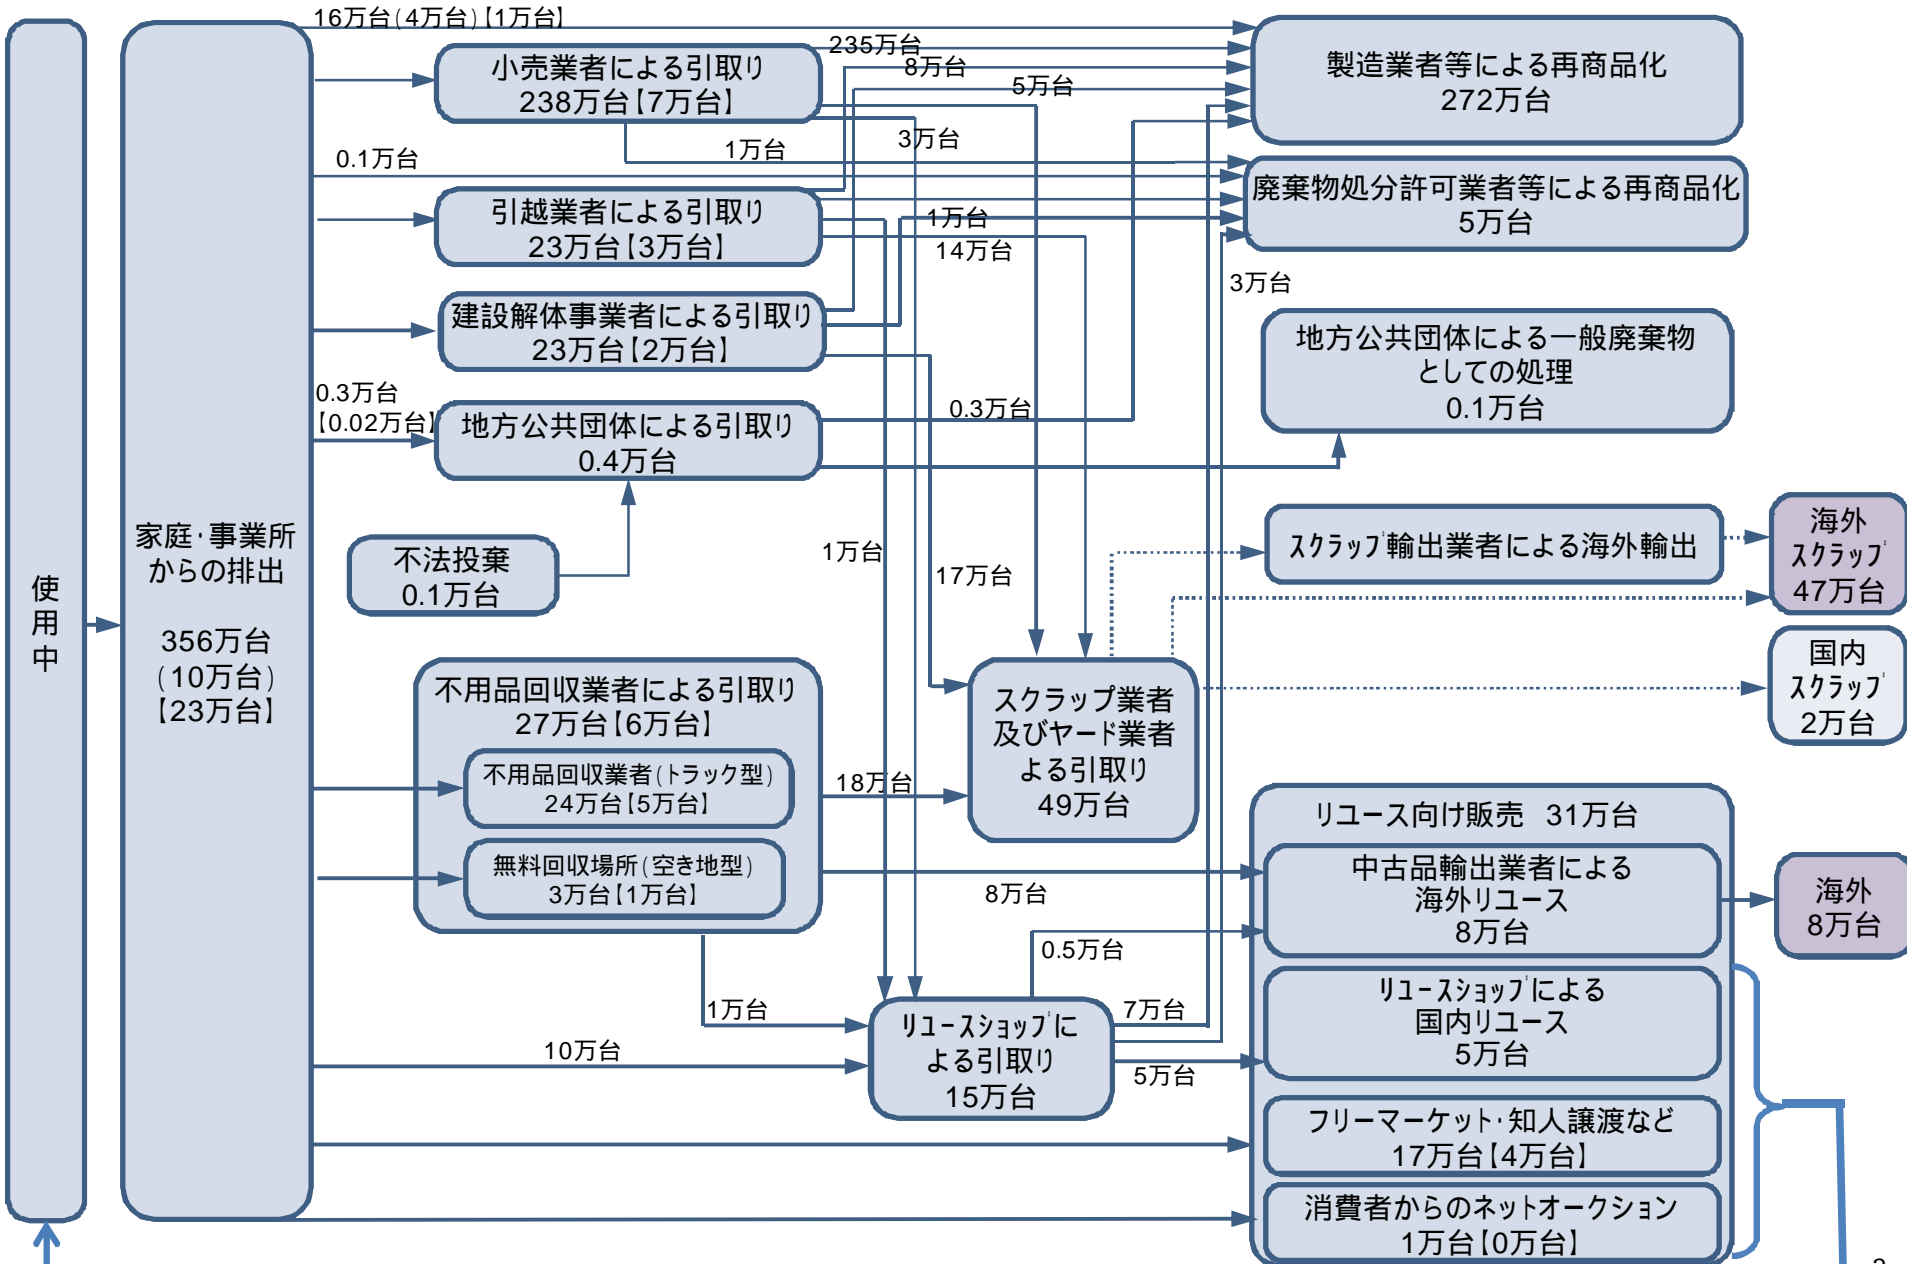 使用中
家庭・事業所
からの排出
356万台
(10万台)
【23万台】
16万台(4万台)【1万台】
小売業者による引取り
238万台【7万台】
235万台
8万台
5万台
製造業者等による再商品化
272万台
3万台
1万台
0.1万台
廃棄物処分許可業者等による再商品化
5万台
引越業者による引取り
23万台【3万台】
1万台
14万台
3万台
建設解体事業者による引取り
23万台【2万台】
地方公共団体による一般廃棄物
としての処理
0.1万台
0.3万台
【0.02万台】
地方公共団体による引取り
0.4万台
0.3万台
不法投棄
0.1万台
1万台
17万台
スクラップ輸出業者による海外輸出
海外
スクラップ
47万台
国内
スクラップ
2万台
不用品回収業者による引取り
27万台【6万台】
不用品回収業者(トラック型)
24万台【5万台】
無料回収場所(空き地型)
3万台【1万台】
18万台
スクラップ業者
及びヤード業者
よる引取り
49万台
リユース向け販売 31万台
中古品輸出業者による
海外リユース
8万台
海外
8万台
8万台
0.5万台
1万台
10万台
リユースショップに
よる引取り
15万台
7万台
5万台
リユースショップによる
国内リユース
5万台
フリーマーケット・知人譲渡など
17万台【4万台】
消費者からのネットオークション
1万台【0万台】